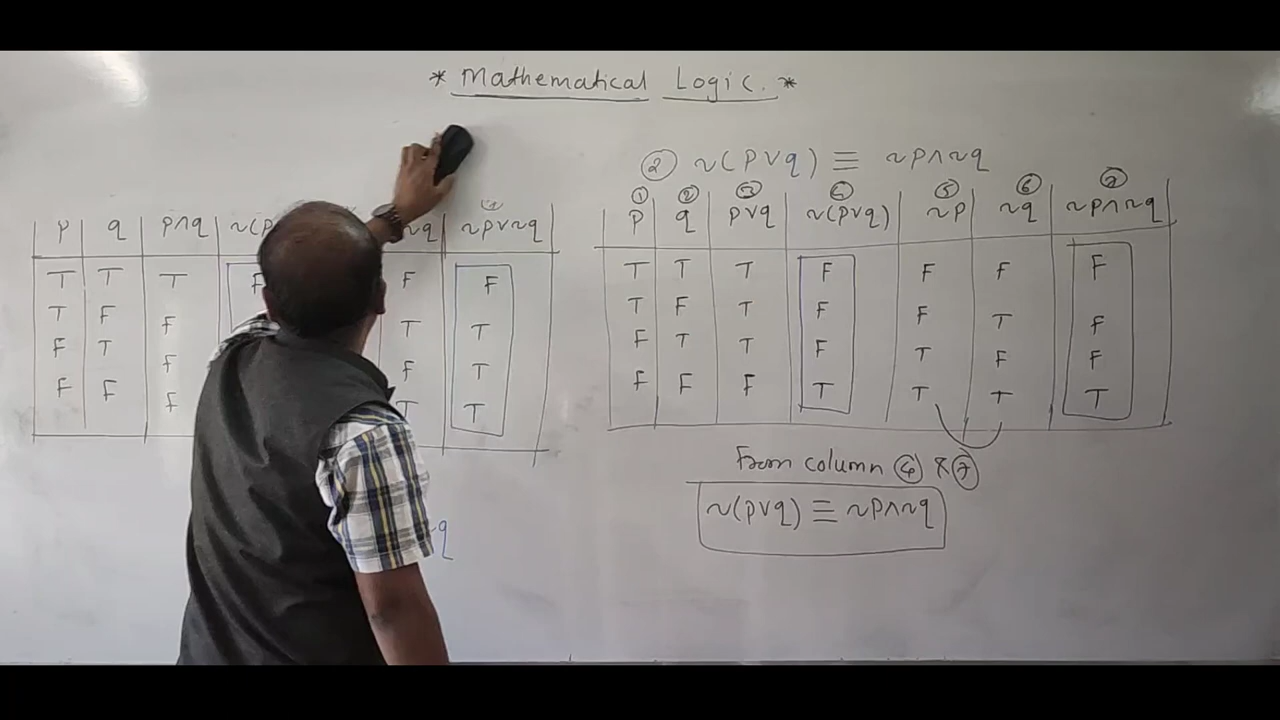 * Mathematical Logic. *
② ~(p∨q) ≡ ~p∧~q
p q p∧q ~(p ~q ~p∨~q
T T T F F F
T F F T T
F T F F T
F F F T T
~q
① ② ③ ④ ⑤ ⑥ ⑦
p q p∨q ~(p∨q) ~p ~q ~p∧~q
T T T F F F F
T F T F F T F
F T T F T F F
F F F T T T T
From column ④ & ⑦
~(p∨q) ≡ ~p∧~q